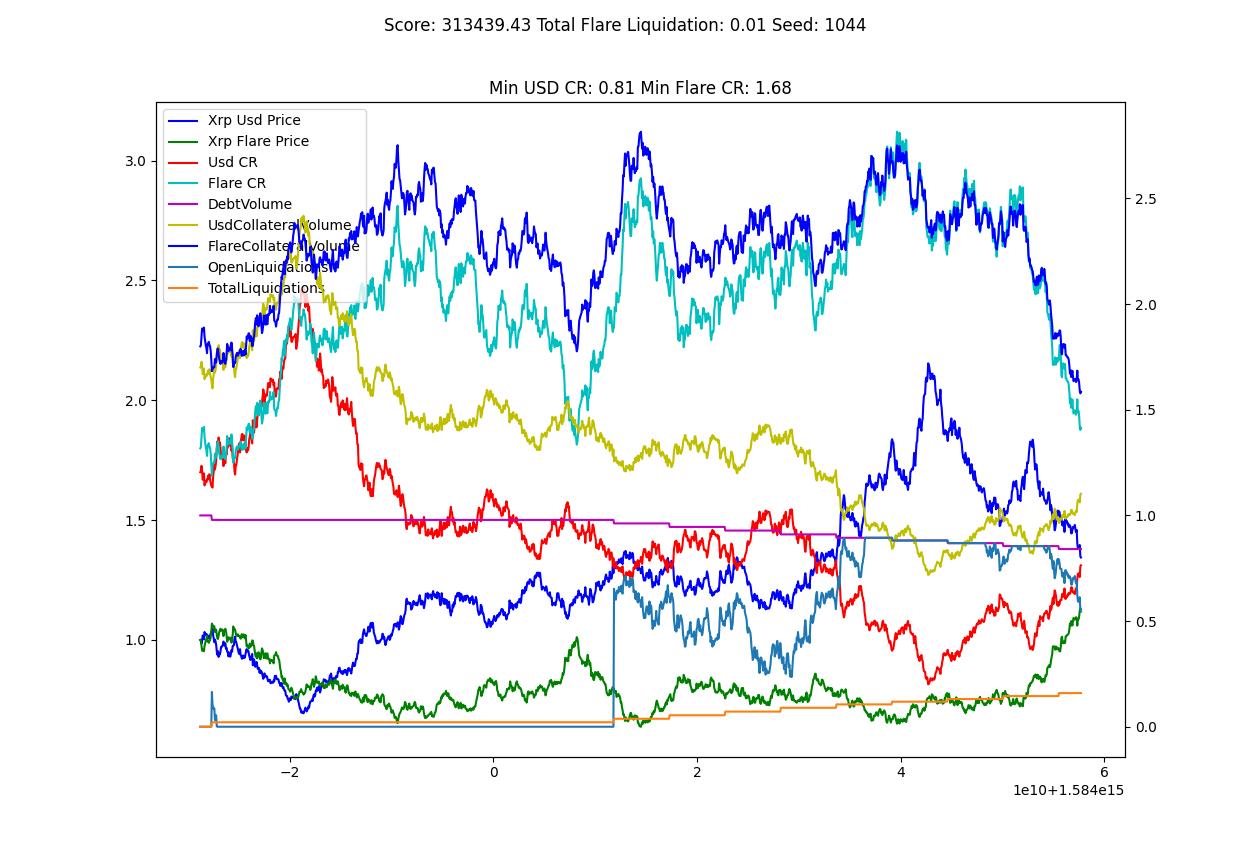 Score: 313439.43 Total Flare Liquidation: 0.01 Seed: 1044
Min USD CR: 0.81 Min Flare CR: 1.68
Xrp Usd Price
Xrp Flare Price
Usd CR
Flare CR
DebtVolume
UsdCollateralVolume
FlareCollateralVolume
OpenLiquidations
TotalLiquidations
3.0
2.5
2.0
1.5
1.0
2.5
2.0
1.5
1.0
0.5
0.0
−2 0 2 4 6
1e10+1.584e15